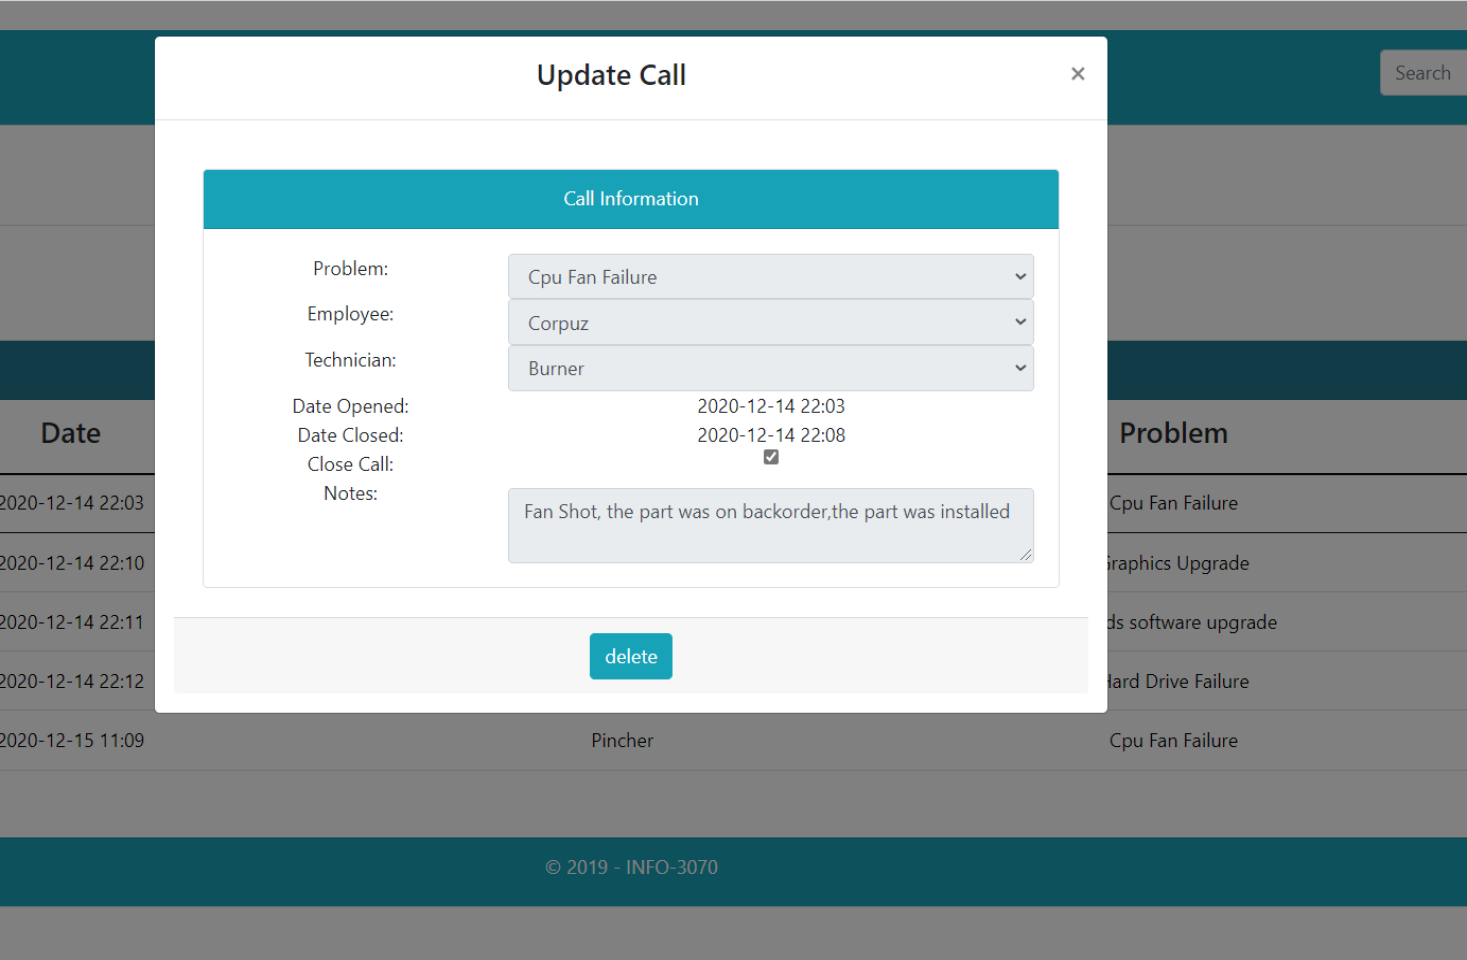 Update Call
×
Search
Call Information
Problem: Cpu Fan Failure
Employee: Corpuz
Technician: Burner
Date Opened: 2020-12-14 22:03
Date Closed: 2020-12-14 22:08
Close Call:
Notes: Fan Shot, the part was on backorder,the part was installed
delete
Date Problem
2020-12-14 22:03 Cpu Fan Failure
2020-12-14 22:10 Upgrade
2020-12-14 22:11 software upgrade
2020-12-14 22:12 Drive Failure
2020-12-15 11:09 Pincher Cpu Fan Failure
© 2019 - INFO-3070